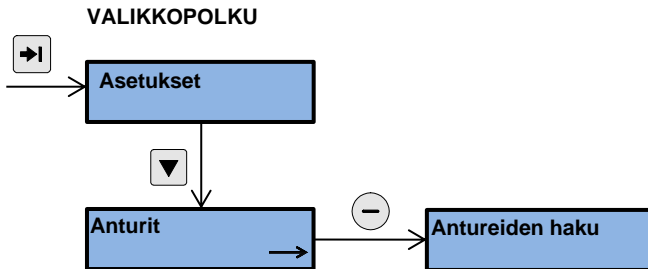 VALIKKOPOLKU
Asetukset
Anturit
Antureiden haku